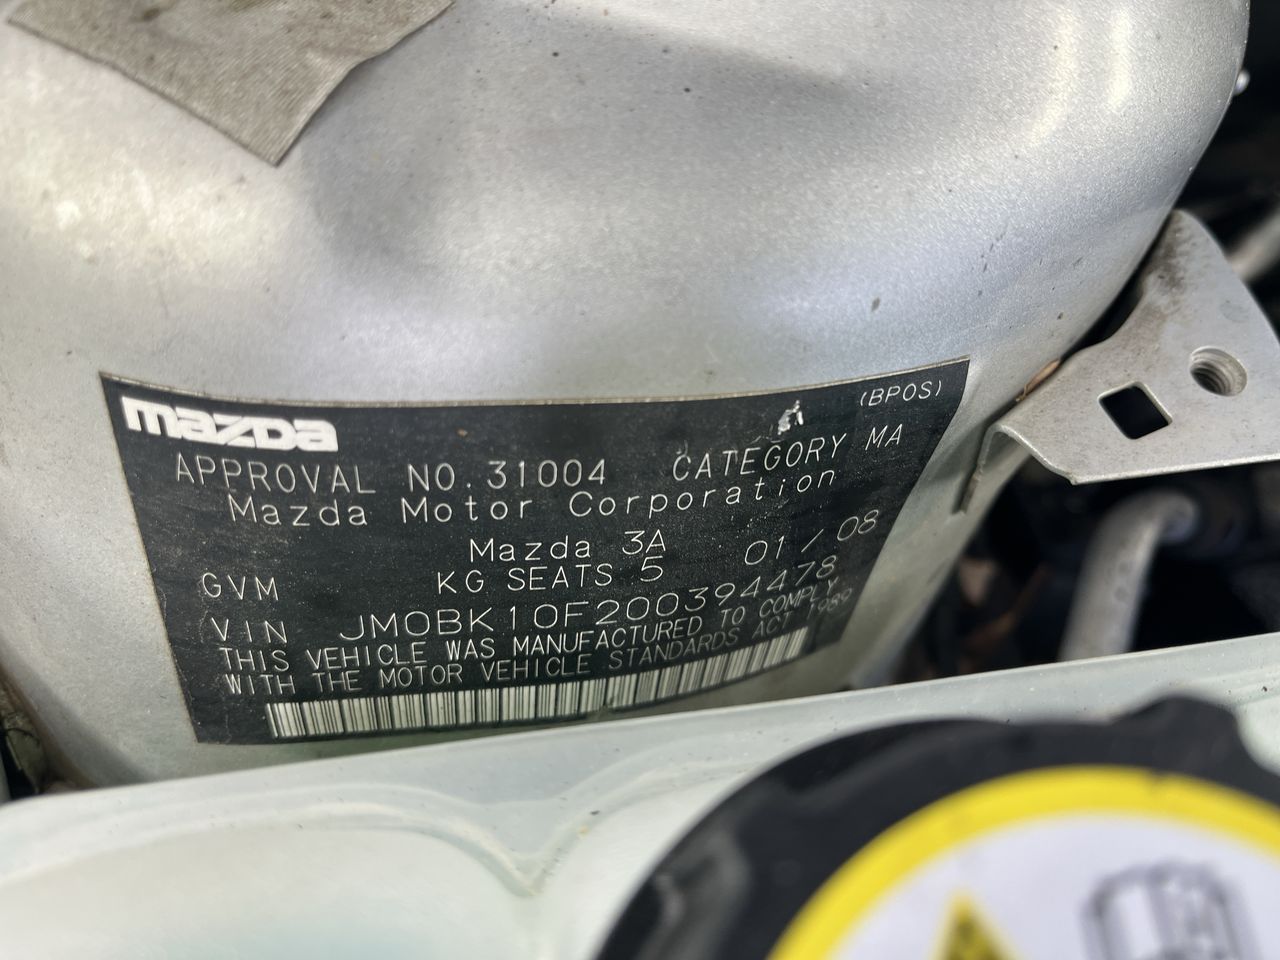 mazda
(BPOS)
APPROVAL NO.31004 CATEGORY MA
Mazda Motor Corporation
Mazda 3A
01/08
GVM KG SEATS 5
VIN JM0BK10F200394478
THIS VEHICLE WAS MANUFACTURED TO COMPLY
WITH THE MOTOR VEHICLE STANDARDS ACT 1989